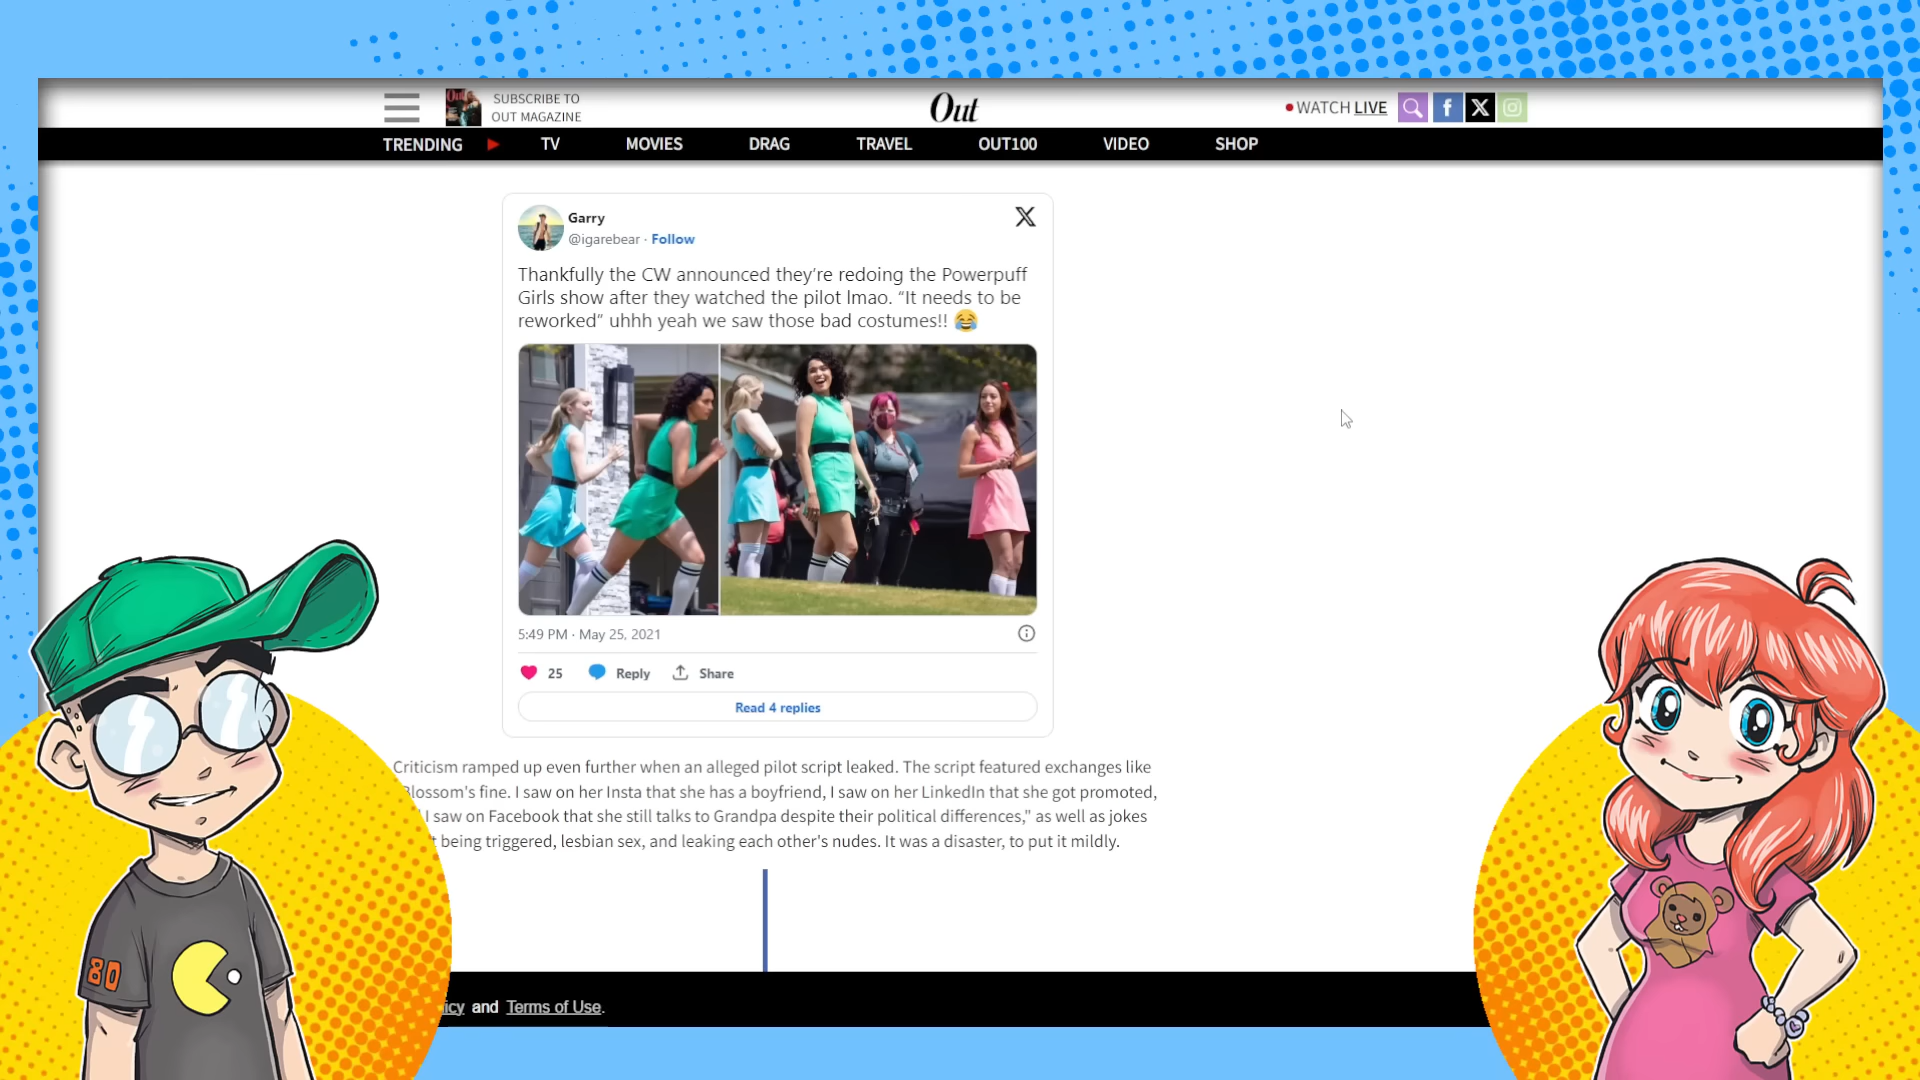 SUBSCRIBE TO
OUT MAGAZINE
Out
WATCH LIVE
TRENDING TV MOVIES DRAG TRAVEL OUT100 VIDEO SHOP
Garry
@igarebear · Follow
Thankfully the CW announced they’re redoing the Powerpuff
Girls show after they watched the pilot lmao. “It needs to be
reworked” uhhh yeah we saw those bad costumes!! 😂
5:49 PM · May 25, 2021
25 Reply Share
Read 4 replies
Criticism ramped up even further when an alleged pilot script leaked. The script featured exchanges like
Blossom's fine. I saw on her Insta that she has a boyfriend, I saw on her LinkedIn that she got promoted,
I saw on Facebook that she still talks to Grandpa despite their political differences," as well as jokes
being triggered, lesbian sex, and leaking each other's nudes. It was a disaster, to put it mildly.
and Terms of Use.
80